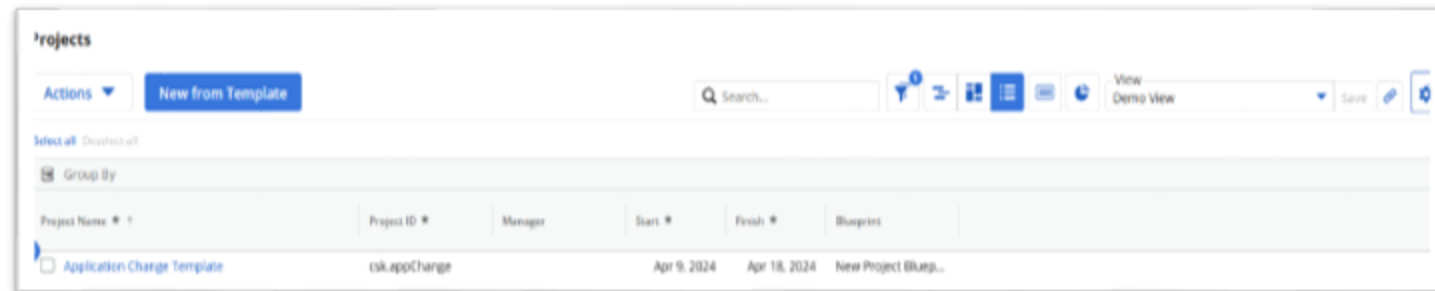 Projects
Actions New from Template Search... View
Demo View Save
Select all Deselect all
Group By
Project Name * ↑ Project ID * Manager Start * Finish * Blueprint
Application Change Template csk.appChange Apr 9, 2024 Apr 18, 2024 New Project Bluep...